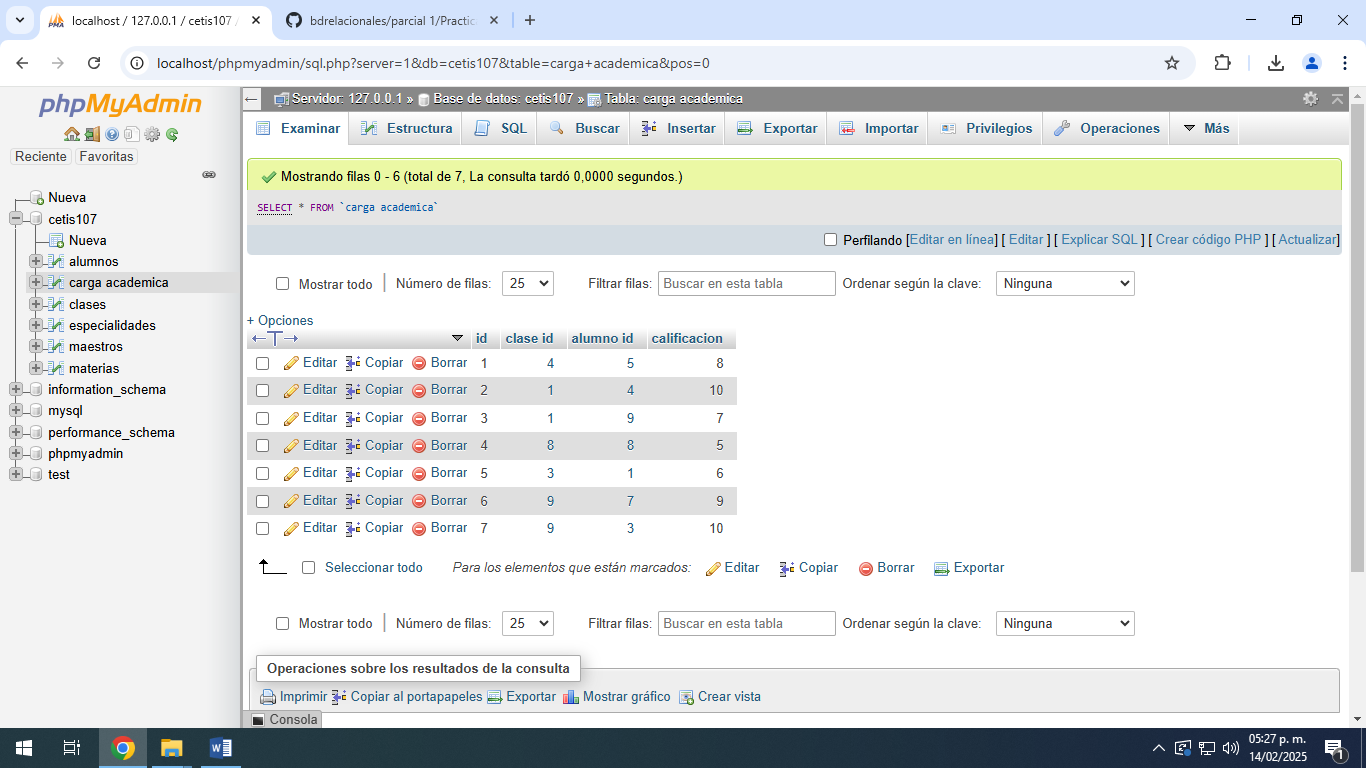 localhost / 127.0.0.1 / cetis107 /
bdrelacionales/parcial 1/Practic
localhost/phpmyadmin/sql.php?server=1&db=cetis107&table=carga+academica&pos=0
phpMyAdmin
Reciente Favoritas
Nueva
cetis107
Nueva
alumnos
carga academica
clases
especialidades
maestros
materias
information_schema
mysql
performance_schema
phpmyadmin
test
Servidor: 127.0.0.1 » Base de datos: cetis107 » Tabla: carga academica
Examinar Estructura SQL Buscar Insertar Exportar Importar Privilegios Operaciones Más
Mostrando filas 0 - 6 (total de 7, La consulta tardó 0,0000 segundos.)
SELECT * FROM `carga academica`
Perfilando [Editar en línea] [ Editar ] [ Explicar SQL ] [ Crear código PHP ] [ Actualizar]
Mostrar todo | Número de filas: 25 Filtrar filas: Buscar en esta tabla Ordenar según la clave: Ninguna
+ Opciones
←T→ id clase id alumno id calificacion
Editar Copiar Borrar 1 4 5 8
Editar Copiar Borrar 2 1 4 10
Editar Copiar Borrar 3 1 9 7
Editar Copiar Borrar 4 8 8 5
Editar Copiar Borrar 5 3 1 6
Editar Copiar Borrar 6 9 7 9
Editar Copiar Borrar 7 9 3 10
Seleccionar todo Para los elementos que están marcados: Editar Copiar Borrar Exportar
Mostrar todo | Número de filas: 25 Filtrar filas: Buscar en esta tabla Ordenar según la clave: Ninguna
Operaciones sobre los resultados de la consulta
Imprimir Copiar al portapapeles Exportar Mostrar gráfico Crear vista
Consola
05:27 p. m.
14/02/2025
1